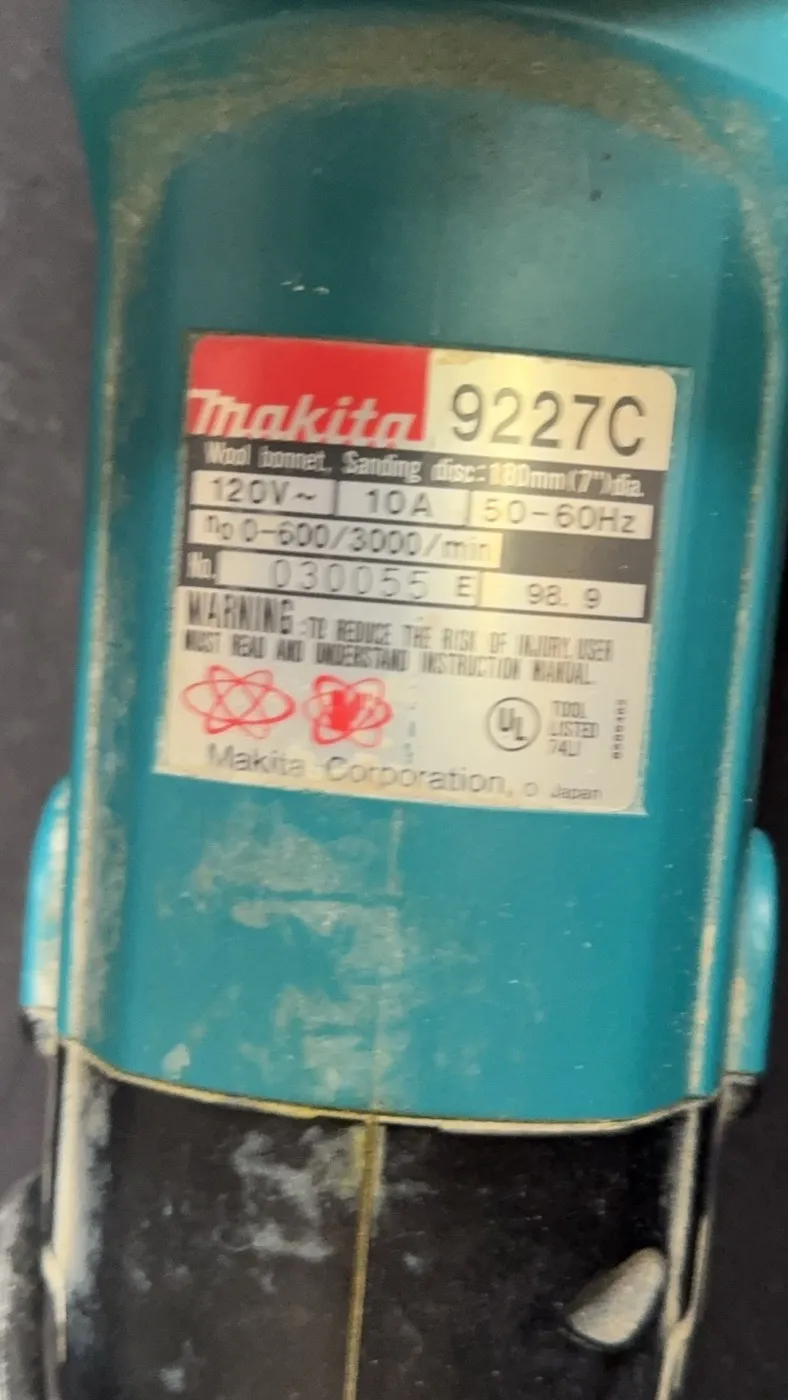 makita 9227C
Wool bonnet, Sanding disc:180mm(7")dia.
120V~ 10A 50-60Hz
no 0-600/3000/min
No. 030055 E 98. 9
WARNING:TO REDUCE THE RISK OF INJURY, USER
MUST READ AND UNDERSTAND INSTRUCTION MANUAL.
UL TOOL
LISTED
74LJ
Makita Corporation, Japan